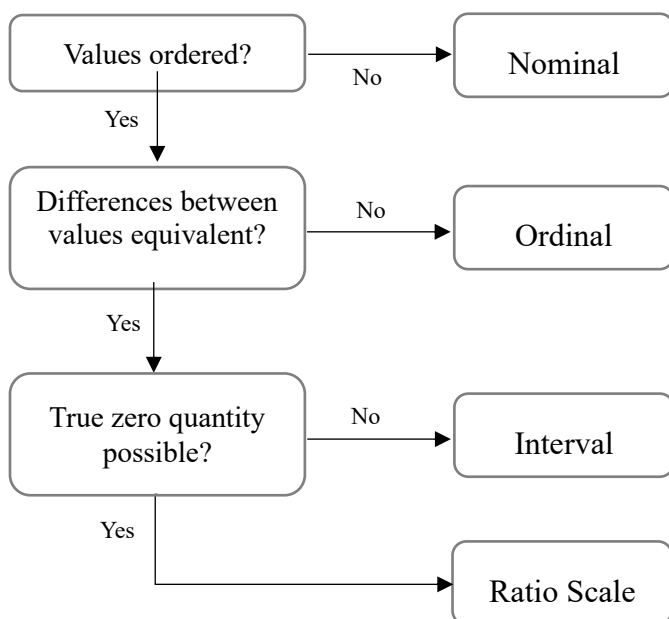 Values ordered?
No
Nominal
Yes
Differences between
values equivalent?
No
Ordinal
Yes
True zero quantity
possible?
No
Interval
Yes
Ratio Scale